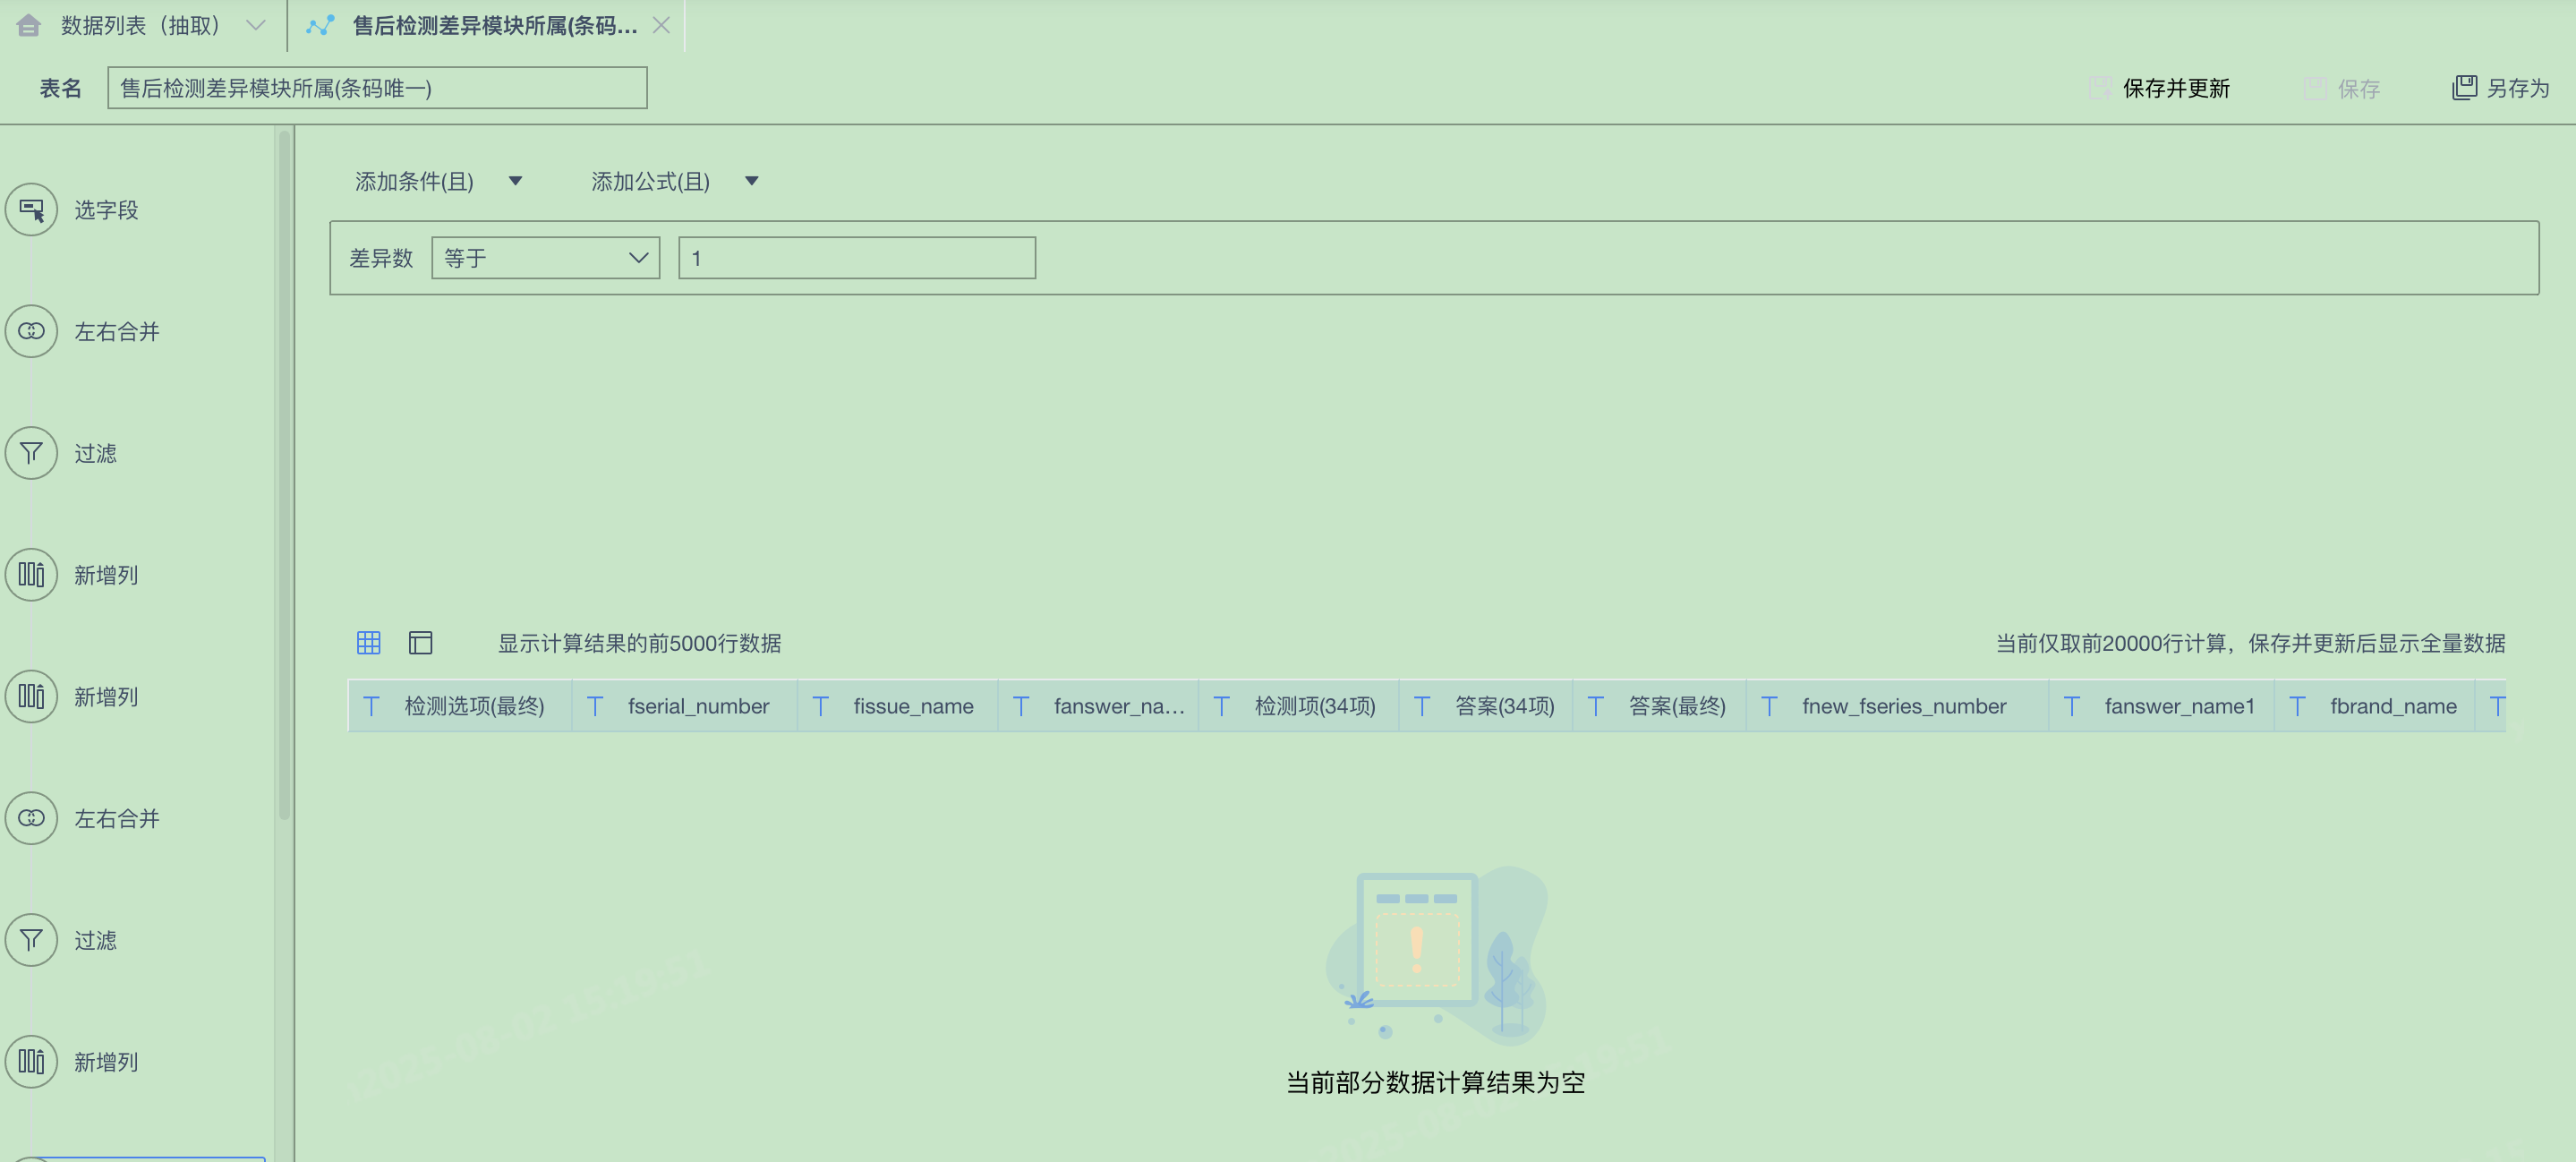 数据列表（抽取）
售后检测差异模块所属(条码...
表名
售后检测差异模块所属(条码唯一)
保存并更新
保存
另存为
选字段
左右合并
过滤
新增列
新增列
左右合并
过滤
新增列
添加条件(且)
添加公式(且)
差异数
等于
1
显示计算结果的前5000行数据
当前仅取前20000行计算，保存并更新后显示全量数据
T 检测选项(最终)
T fserial_number
T fissue_name
T fanswer_na...
T 检测项(34项)
T 答案(34项)
T 答案(最终)
T fnew_fseries_number
T fanswer_name1
T fbrand_name
T
当前部分数据计算结果为空
2025-08-02 15:19:51